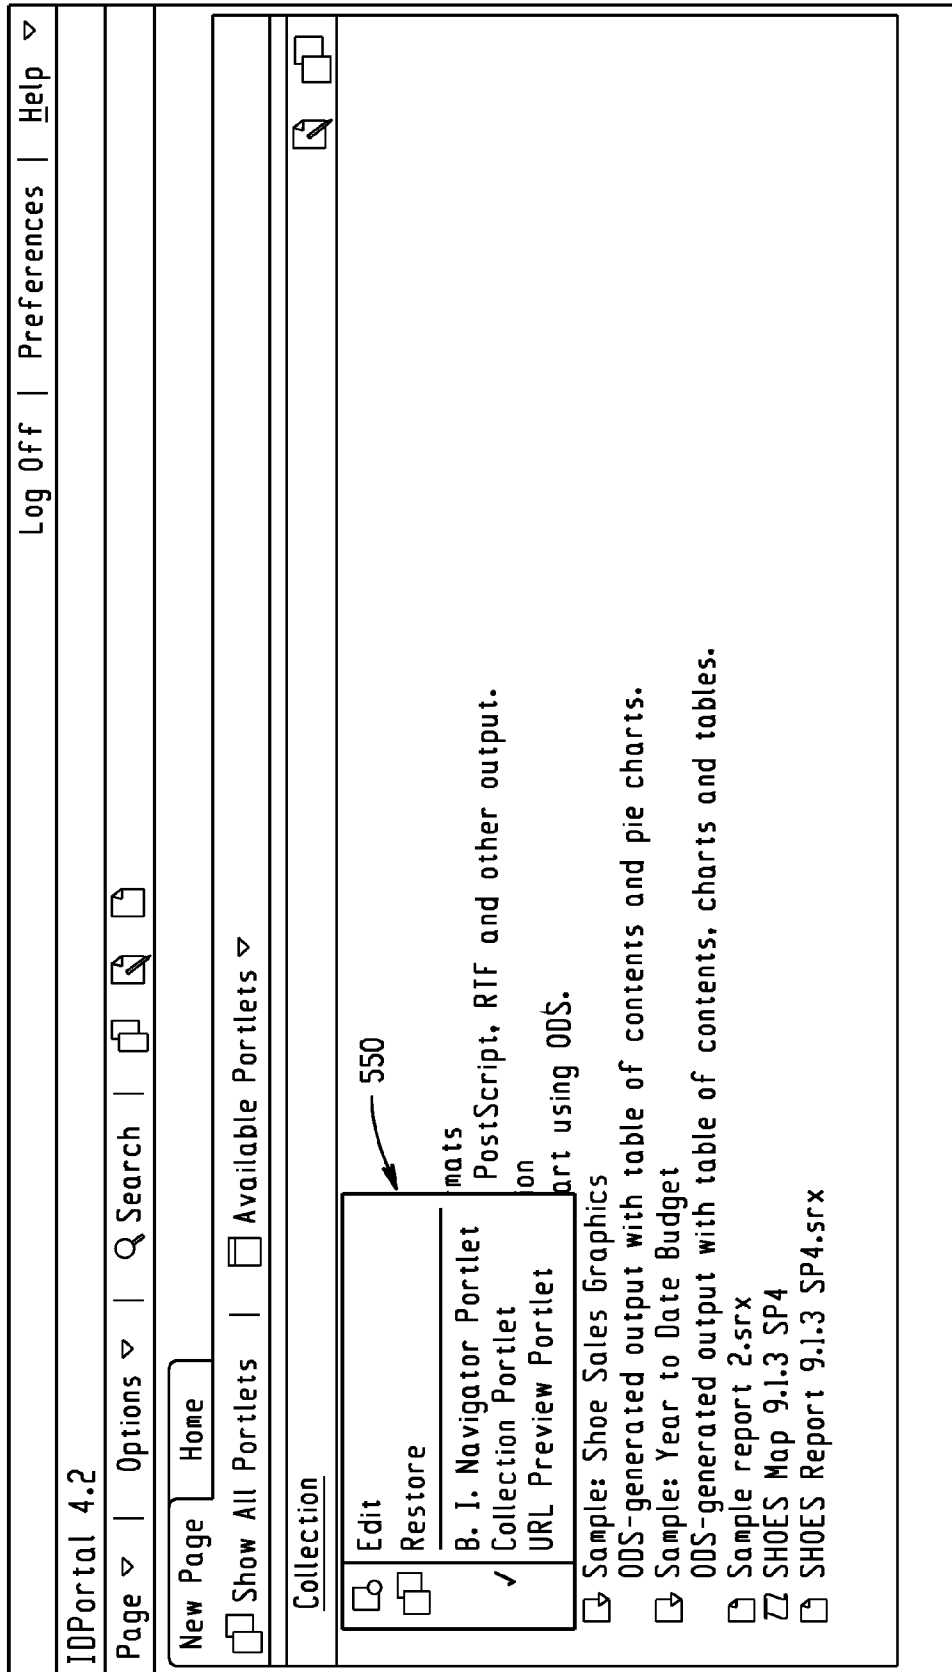 Log Off | Preferences | Help
IDPortal 4.2
Page | Options | Search |
New Page Home
Show All Portlets | Available Portlets
Collection
Edit
550
Restore
mats
B. I. Navigator Portlet
PostScript, RTF and other output.
Collection Portlet
ion
URL Preview Portlet
art using ODS.
Sample: Shoe Sales Graphics
ODS-generated output with table of contents and pie charts.
Sample: Year to Date Budget
ODS-generated output with table of contents, charts and tables.
Sample report 2.srx
SHOES Map 9.1.3 SP4
SHOES Report 9.1.3 SP4.srx